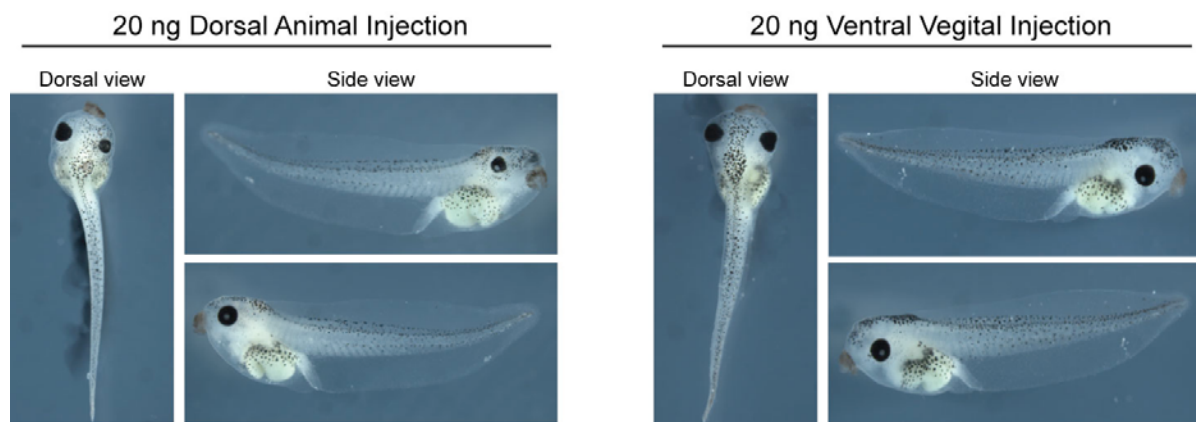 20 ng Dorsal Animal Injection
Dorsal view
Side view
20 ng Ventral Vegital Injection
Dorsal view
Side view